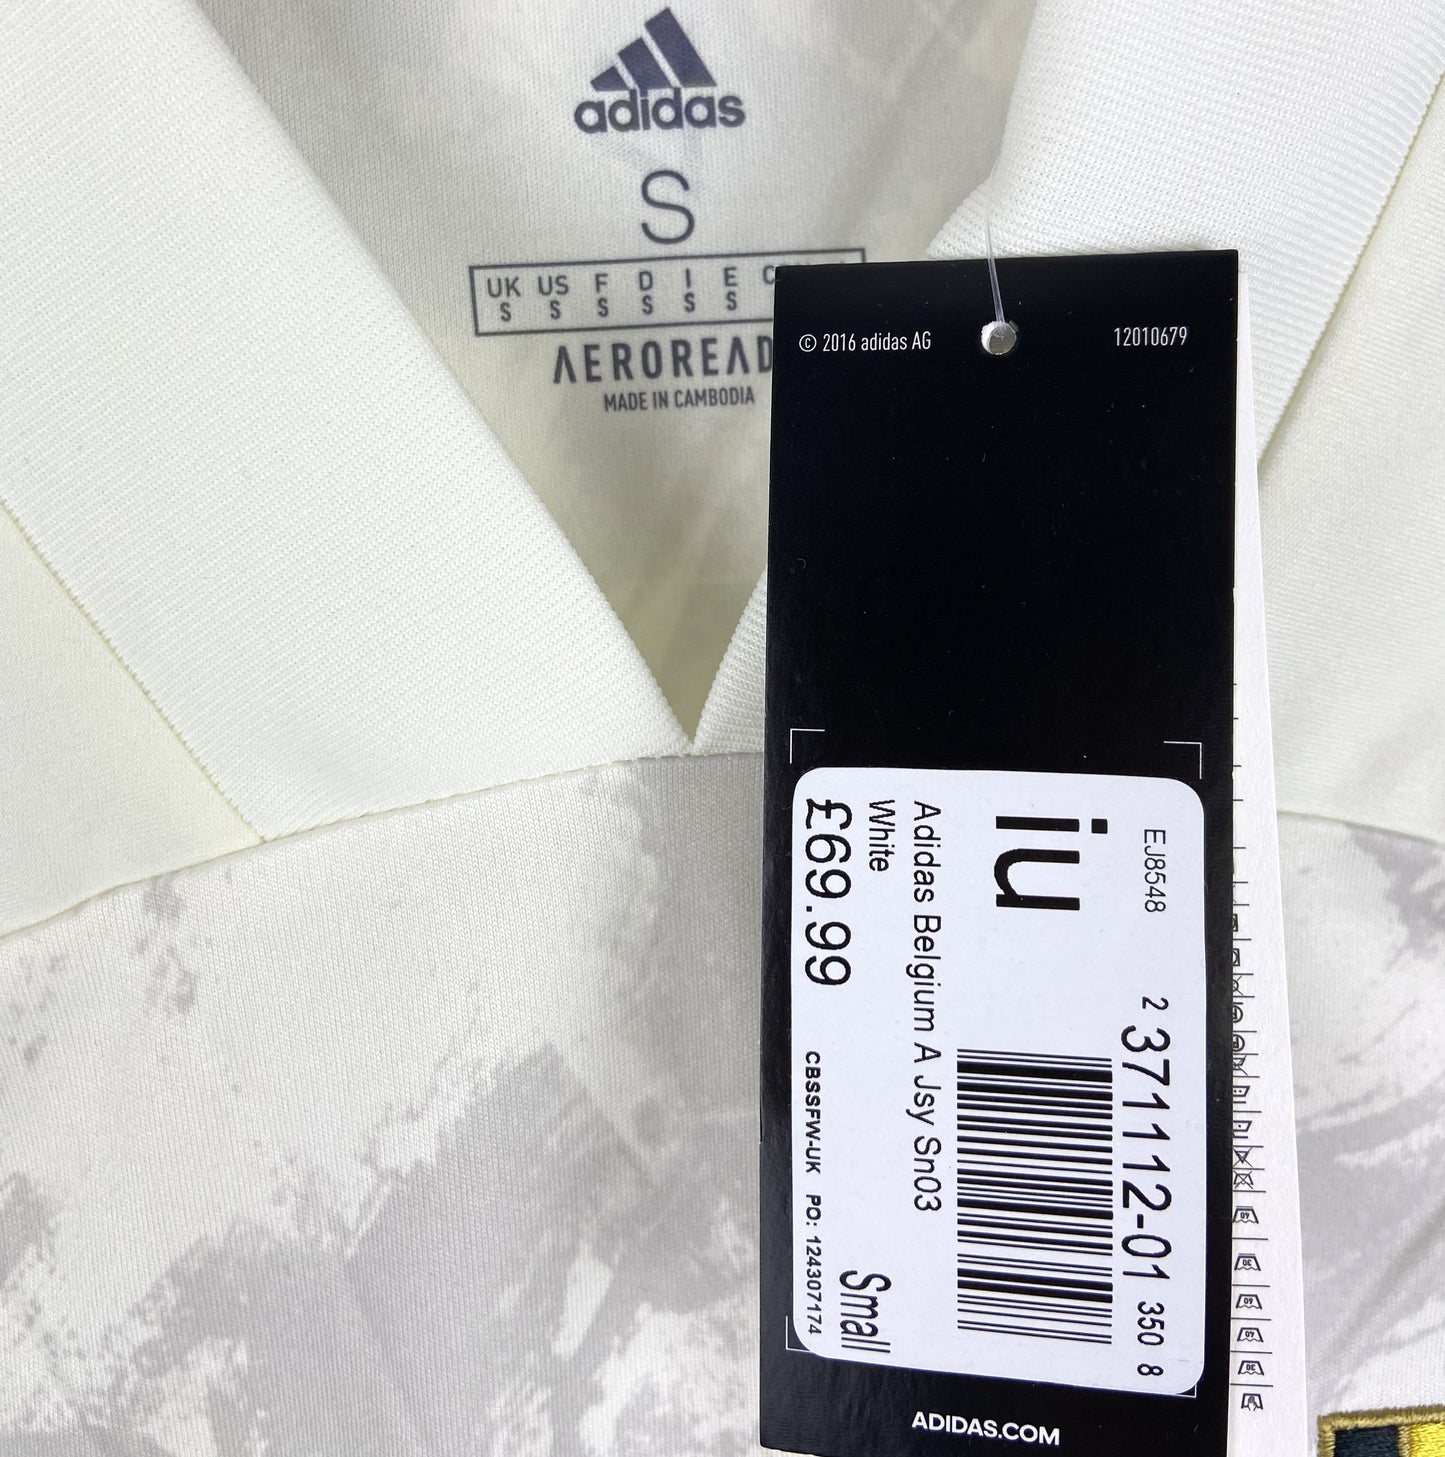 adidas
S
UK US F D I E
S S S S S S
AEROREAD
MADE IN CAMBODIA
© 2016 adidas AG
12010679
EJ8548
2 371112-01 350 8
iu
Adidas Belgium A Jsy Sn03
White
Small
£69.99
CBSSFW-UK PO: 124307174
ADIDAS.COM